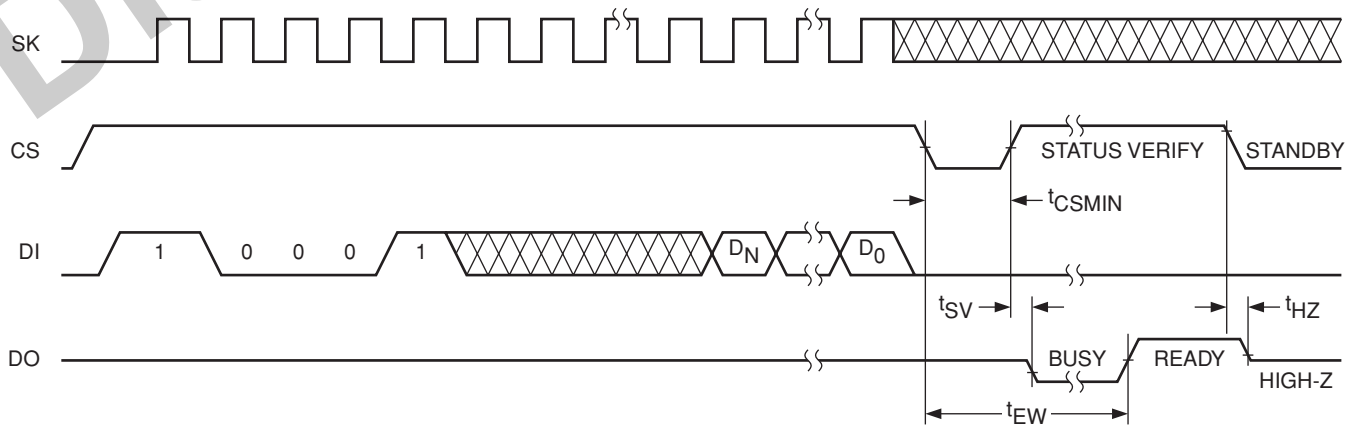 SK
CS
STATUS VERIFY
STANDBY
tCSMIN
DI
1 0 0 0 1
DN
D0
tSV
tHZ
DO
BUSY
READY
HIGH-Z
tEW